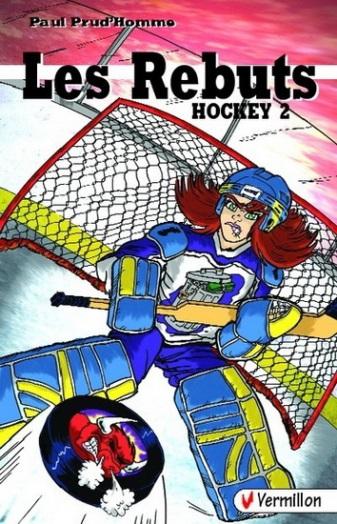 Paul Prud'Homme
Les Rebuts
HOCKEY 2
Vermillon